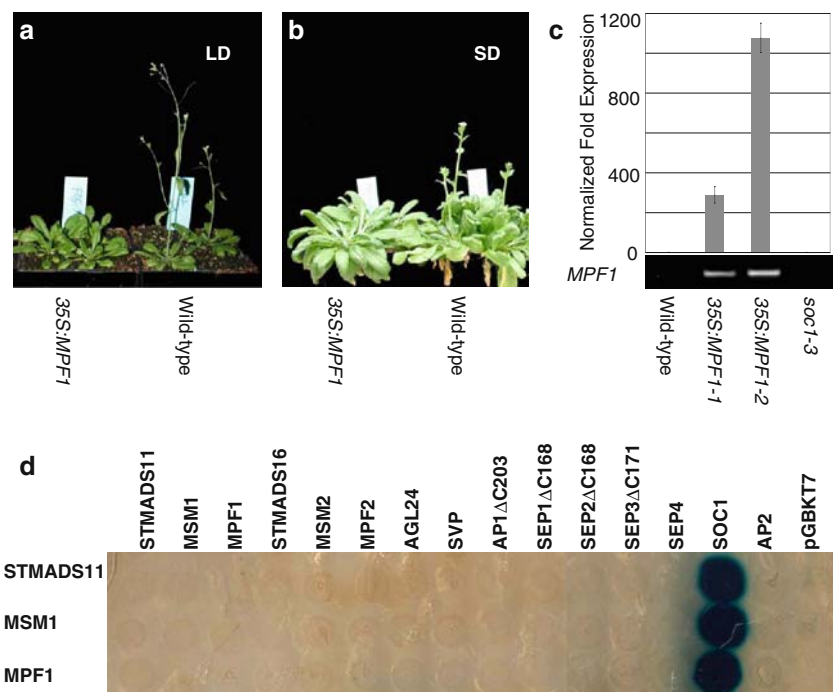 a
LD
35S:MPF1
Wild-type
b
SD
35S:MPF1
Wild-type
c
Normalized Fold Expression
1200
800
400
0
MPF1
Wild-type
35S:MPF1-1
35S:MPF1-2
soc1-3
d
STMADS11
MSM1
MPF1
STMADS16
MSM2
MPF2
AGL24
SVP
AP1ΔC203
SEP1ΔC168
SEP2ΔC168
SEP3ΔC171
SEP4
SOC1
AP2
pGBKT7
STMADS11
MSM1
MPF1